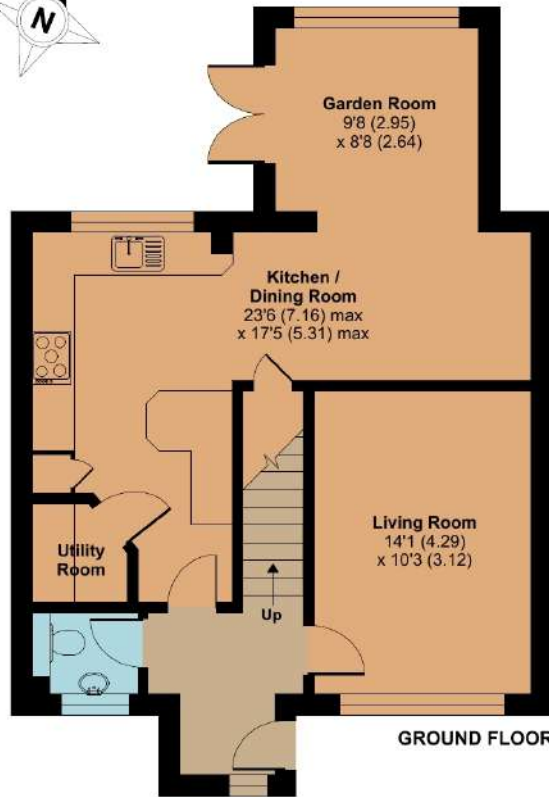 N
Garden Room
9'8 (2.95)
x 8'8 (2.64)
Kitchen /
Dining Room
23'6 (7.16) max
x 17'5 (5.31) max
Living Room
14'1 (4.29)
x 10'3 (3.12)
Utility
Room
Up
GROUND FLOOR